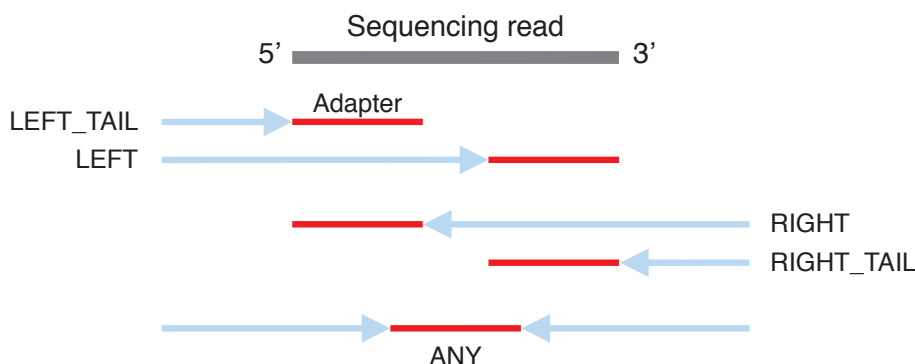 Sequencing read
5’ 3’
Adapter
LEFT_TAIL
LEFT
RIGHT
RIGHT_TAIL
ANY